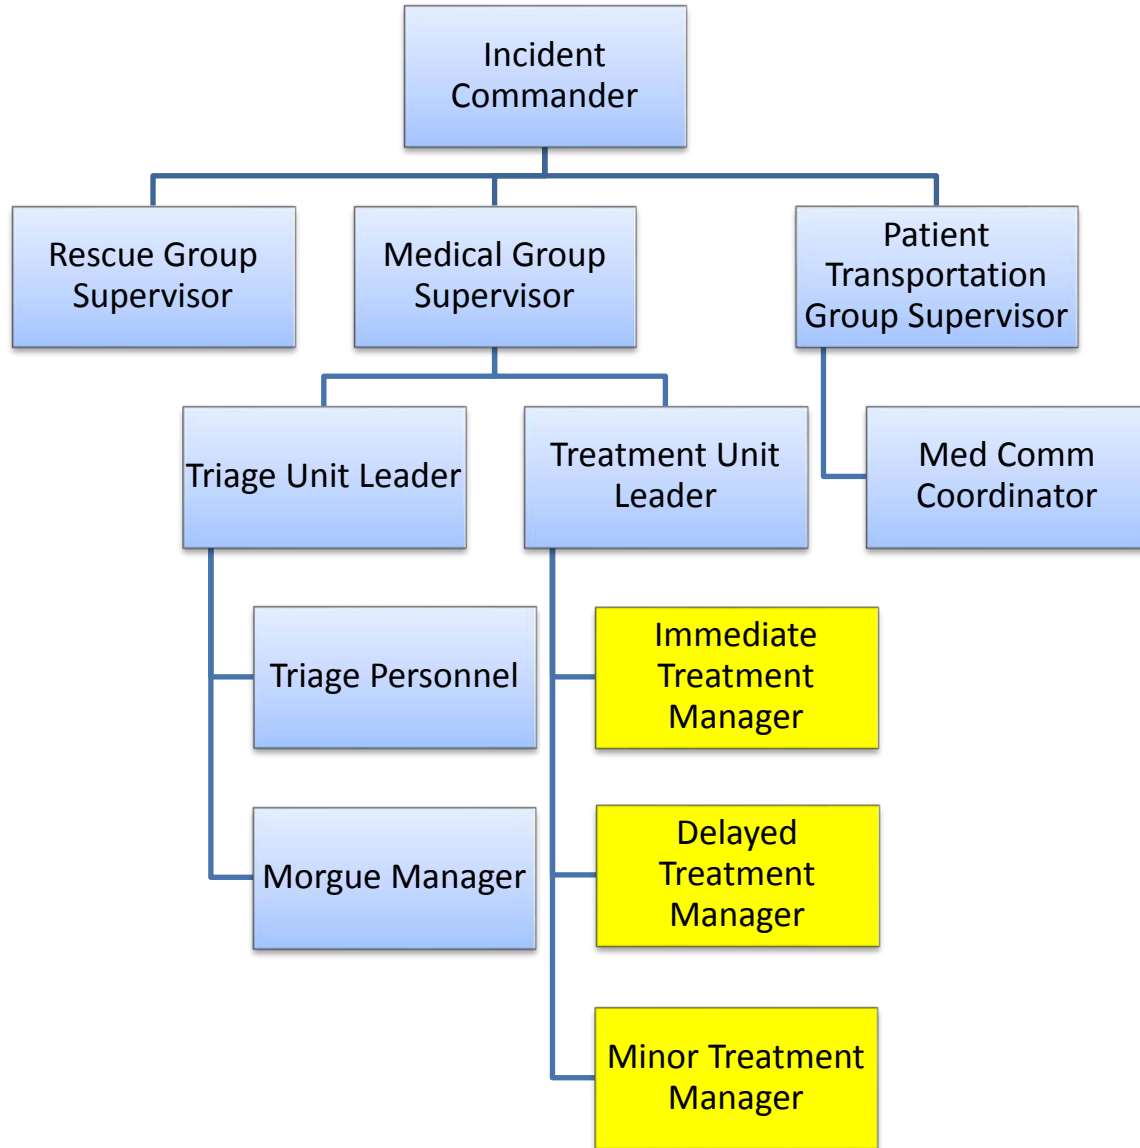 Incident
Commander
Rescue Group
Supervisor
Medical Group
Supervisor
Patient
Transportation
Group Supervisor
Triage Unit Leader
Treatment Unit
Leader
Med Comm
Coordinator
Triage Personnel
Immediate
Treatment
Manager
Morgue Manager
Delayed
Treatment
Manager
Minor Treatment
Manager